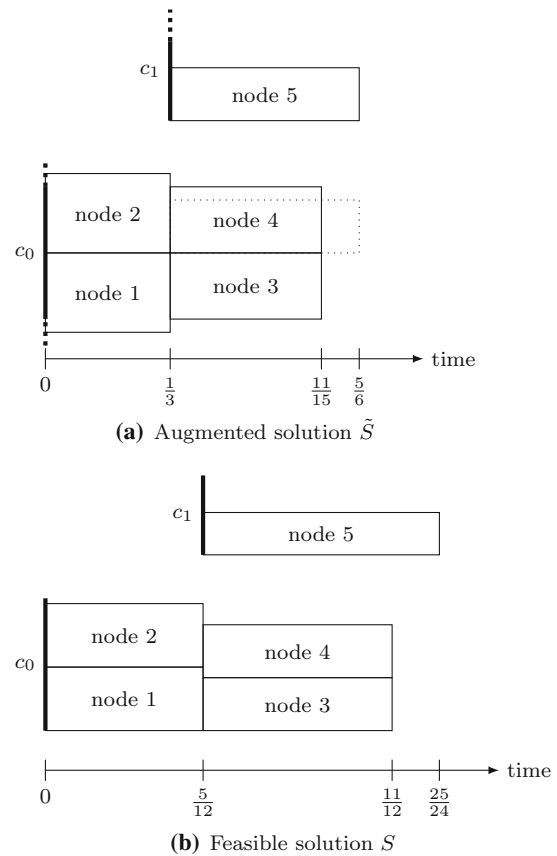 c₁
node 5
node 2
node 4
c₀
node 1
node 3
time
0 1/3 11/15 5/6
(a) Augmented solution S̃
c₁
node 5
node 2
node 4
c₀
node 1
node 3
time
0 5/12 11/12 25/24
(b) Feasible solution S